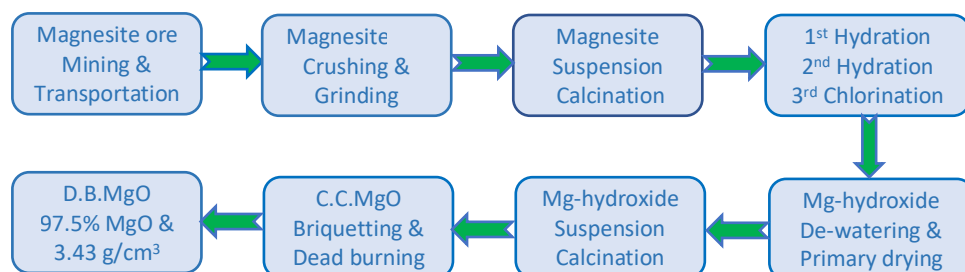 Magnesite ore
Mining &
Transportation
Magnesite
Crushing &
Grinding
Magnesite
Suspension
Calcination
1st Hydration
2nd Hydration
3rd Chlorination
D.B.MgO
97.5% MgO &
3.43 g/cm³
C.C.MgO
Briquetting &
Dead burning
Mg-hydroxide
Suspension
Calcination
Mg-hydroxide
De-watering &
Primary drying